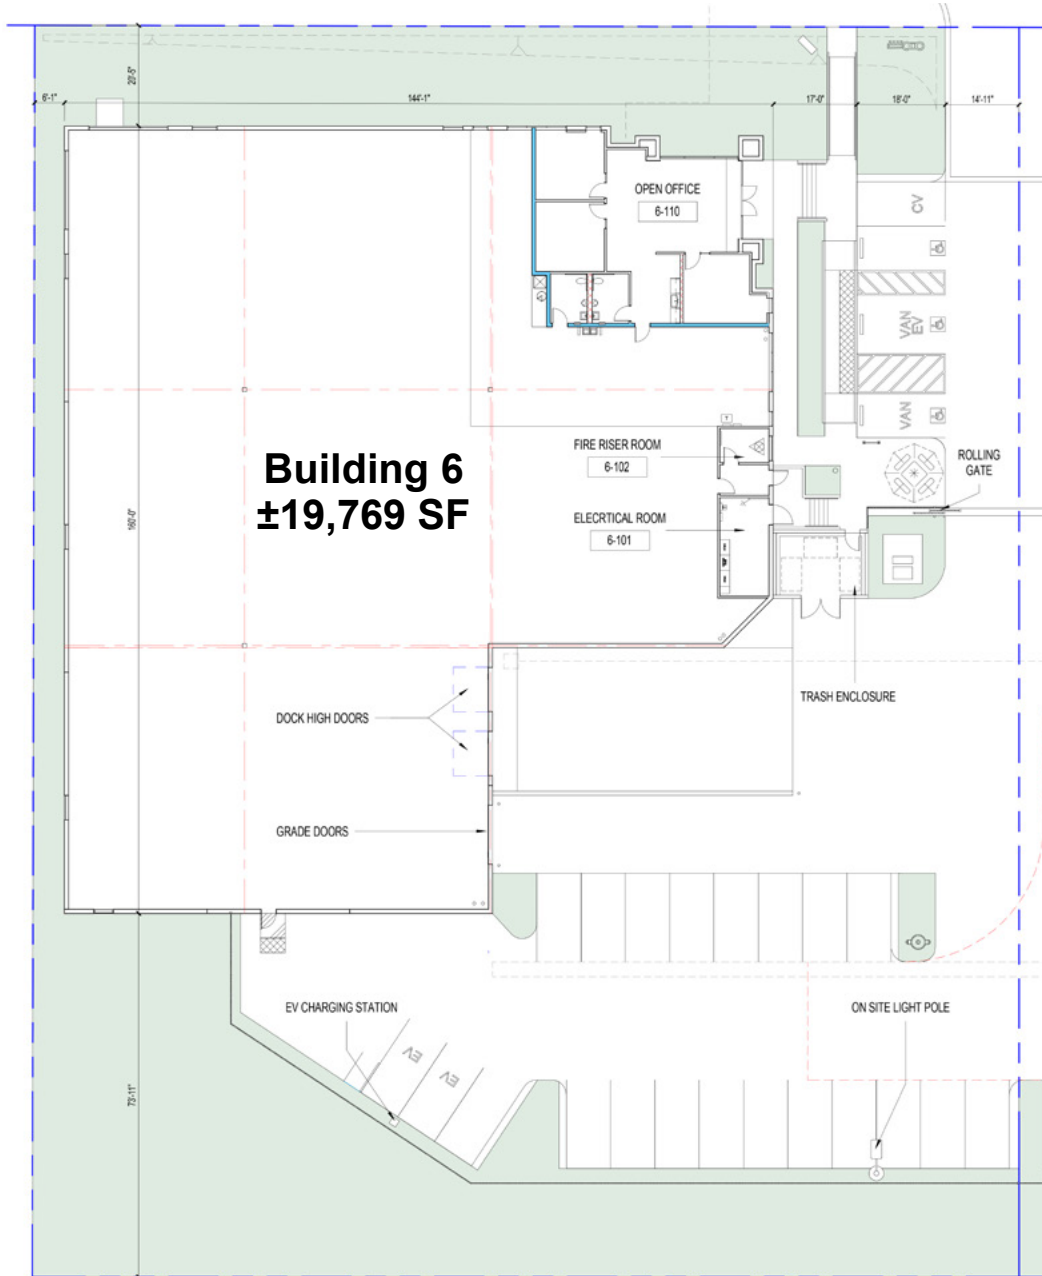 20'-5"
6'-1"
144'-1"
17'-0"
18'-0"
14'-11"
OPEN OFFICE
6-110
CV
VAN
EV
VAN
Building 6
±19,769 SF
160'-0"
FIRE RISER ROOM
6-102
ROLLING
GATE
ELECRTICAL ROOM
6-101
TRASH ENCLOSURE
DOCK HIGH DOORS
GRADE DOORS
EV CHARGING STATION
ON SITE LIGHT POLE
EV
EV
73'-11"